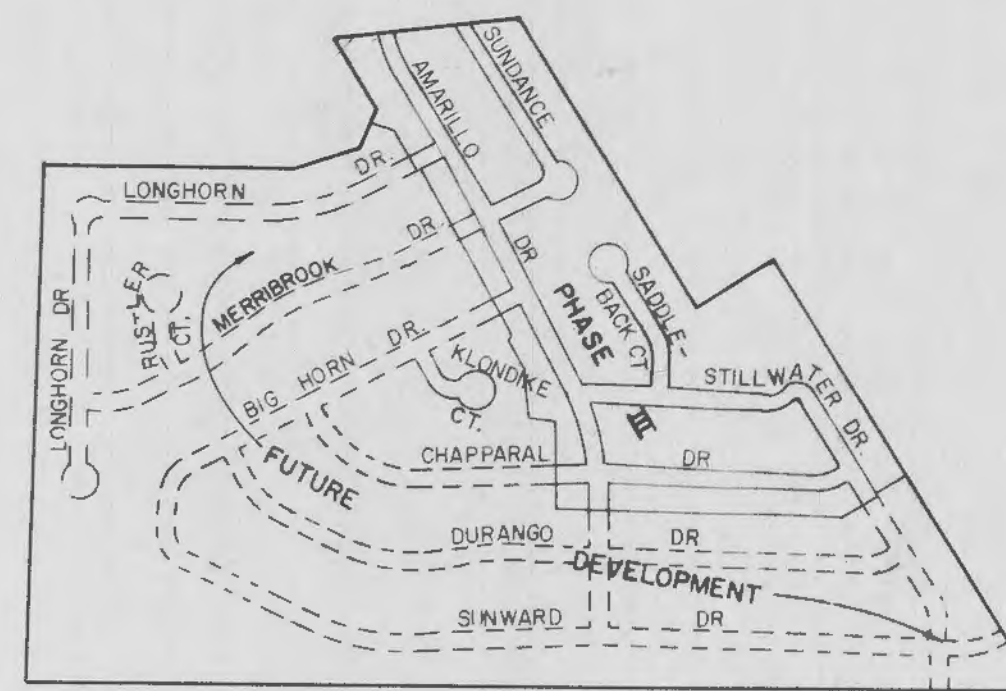 SUNDANCE
AMARILLO
DR
LONGHORN DR.
LONGHORN DR
RUSTLER
CT.
MERRIBROOK DR.
SADDLE-
BACK CT
PHASE
III
BIG HORN DR.
KLONDIKE
CT.
STILLWATER DR.
CHAPPARAL DR
FUTURE
DURANGO DR
DEVELOPMENT
SUNWARD DR